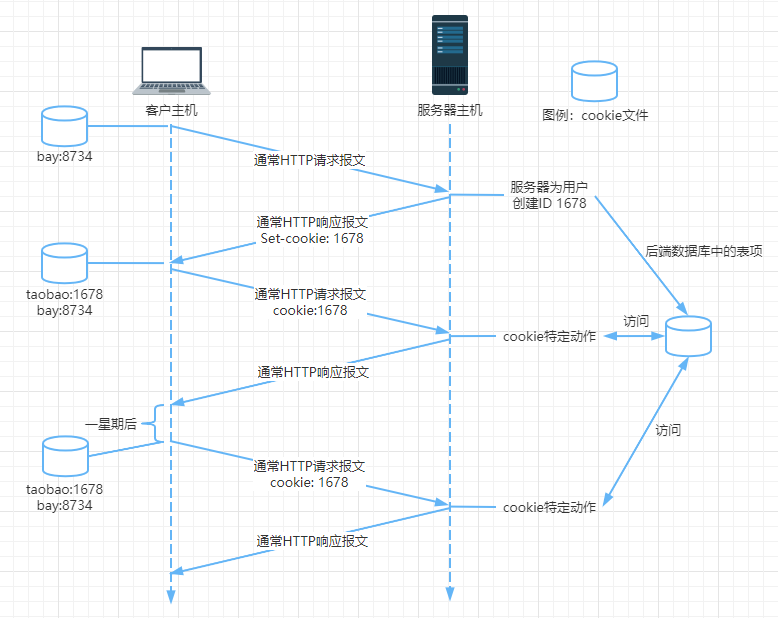 客户主机
服务器主机
图例：cookie文件
bay:8734
通常HTTP请求报文
服务器为用户
创建ID 1678
通常HTTP响应报文
Set-cookie: 1678
后端数据库中的表项
taobao:1678
bay:8734
通常HTTP请求报文
cookie:1678
cookie特定动作
访问
通常HTTP响应报文
一星期后
访问
taobao:1678
bay:8734
通常HTTP请求报文
cookie: 1678
cookie特定动作
通常HTTP响应报文